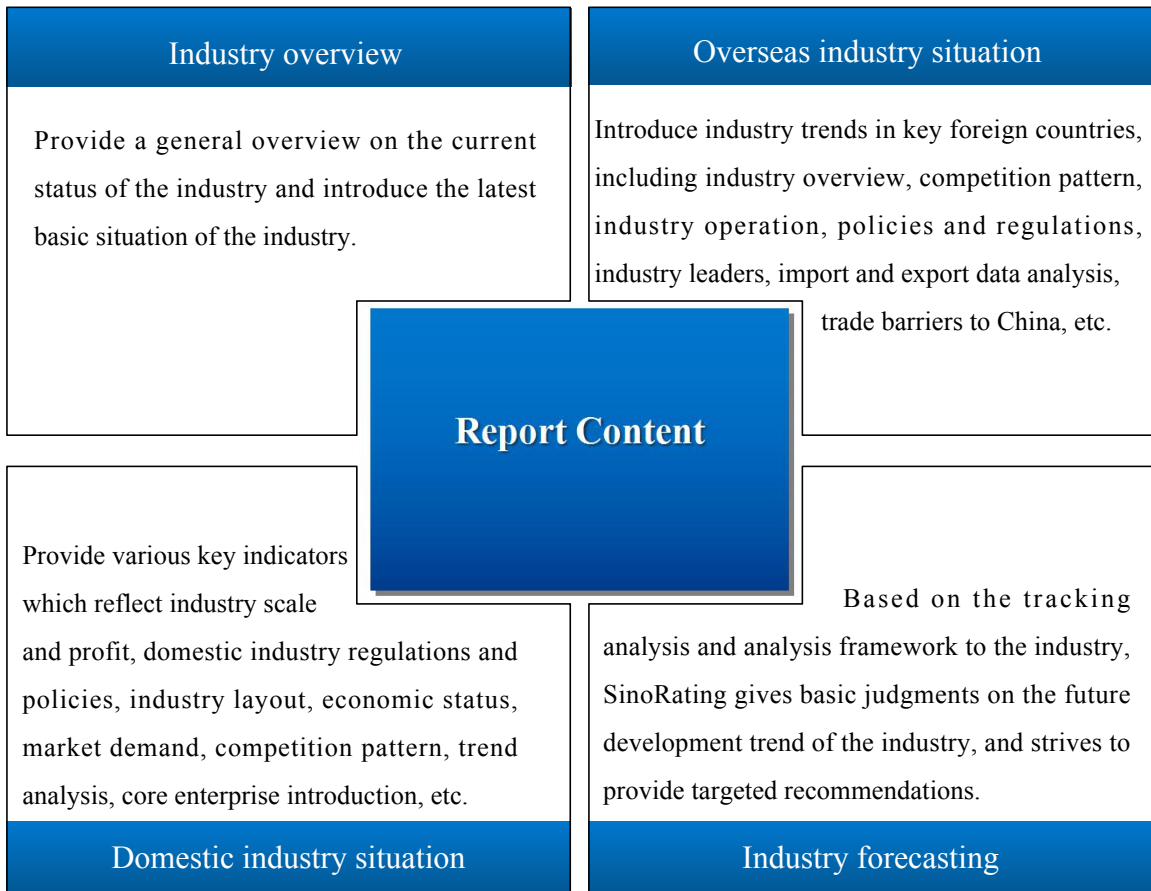 Industry overview
Provide a general overview on the current
status of the industry and introduce the latest
basic situation of the industry.
Overseas industry situation
Introduce industry trends in key foreign countries,
including industry overview, competition pattern,
industry operation, policies and regulations,
industry leaders, import and export data analysis,
trade barriers to China, etc.
Report Content
Provide various key indicators
which reflect industry scale
and profit, domestic industry regulations and
policies, industry layout, economic status,
market demand, competition pattern, trend
analysis, core enterprise introduction, etc.
Domestic industry situation
Based on the tracking
analysis and analysis framework to the industry,
SinoRating gives basic judgments on the future
development trend of the industry, and strives to
provide targeted recommendations.
Industry forecasting